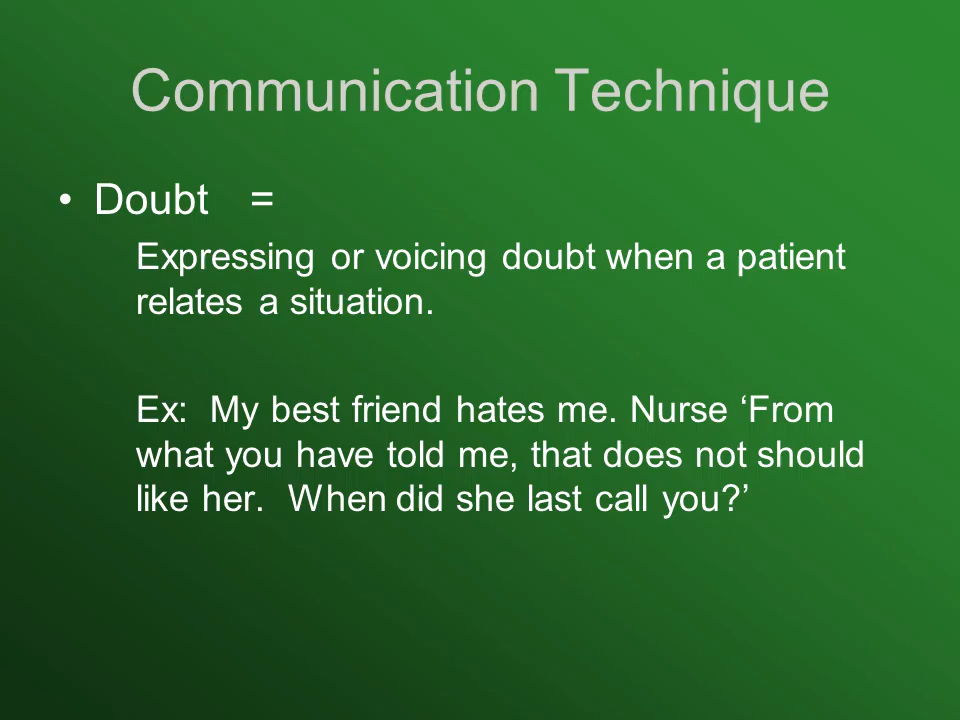 Communication Technique
• Doubt =
Expressing or voicing doubt when a patient
relates a situation.
Ex: My best friend hates me. Nurse ‘From
what you have told me, that does not should
like her. When did she last call you?’